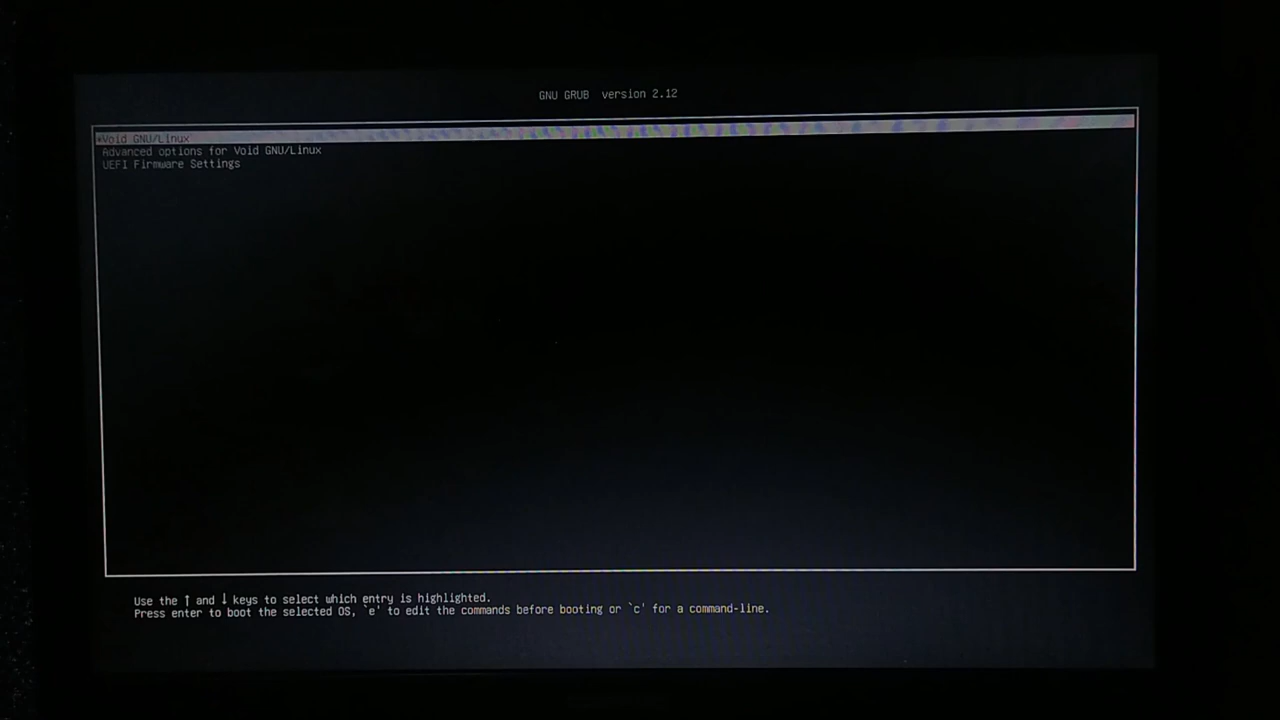 GNU GRUB  version 2.12
*Void GNU/Linux
Advanced options for Void GNU/Linux
UEFI Firmware Settings
Use the ↑ and ↓ keys to select which entry is highlighted.
Press enter to boot the selected OS, `e' to edit the commands before booting or `c' for a command-line.